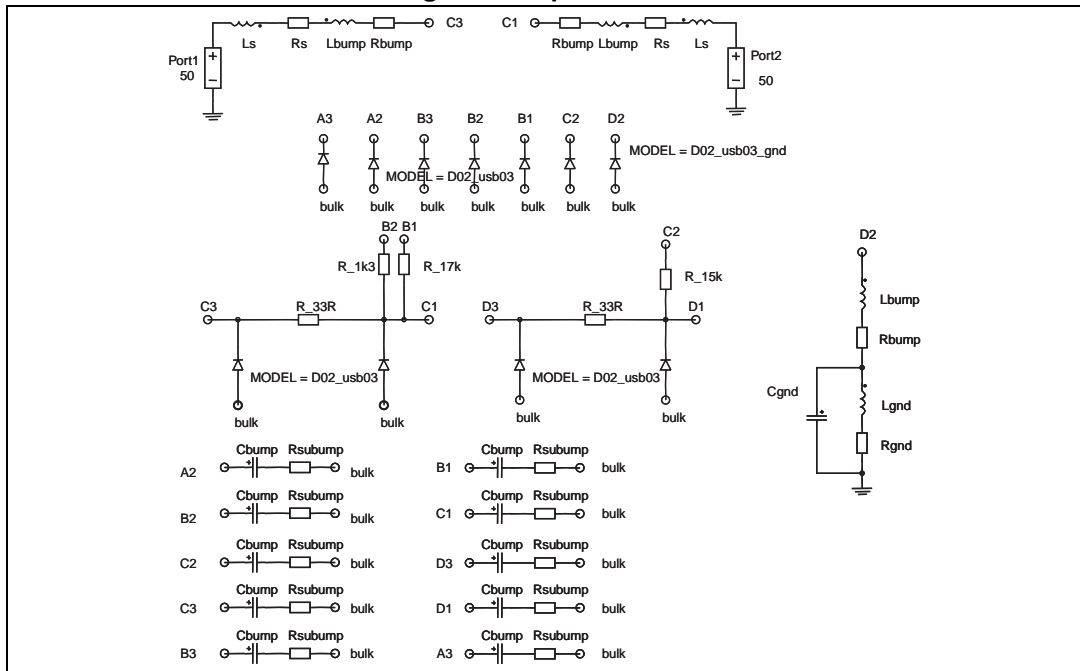 C3 C1
Ls Rs Lbump Rbump Rbump Lbump Rs Ls
Port1
50
Port2
50
A3 A2 B3 B2 B1 C2 D2
MODEL = D02_usb03_gnd
MODEL = D02_usb03
bulk bulk bulk bulk bulk bulk bulk
B2 B1
R_1k3 R_17k
C3 R_33R C1
MODEL = D02_usb03
bulk bulk
C2
R_15k
D3 R_33R D1
MODEL = D02_usb03
bulk bulk
D2
Lbump
Rbump
Cgnd
Lgnd
Rgnd
Cbump Rsubump
A2 bulk
Cbump Rsubump
B2 bulk
Cbump Rsubump
C2 bulk
Cbump Rsubump
C3 bulk
Cbump Rsubump
B3 bulk
Cbump Rsubump
B1 bulk
Cbump Rsubump
C1 bulk
Cbump Rsubump
D3 bulk
Cbump Rsubump
D1 bulk
Cbump Rsubump
A3 bulk